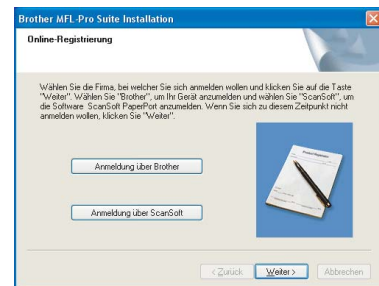 Brother MFL-Pro Suite Installation
Online-Registrierung
Wählen Sie die Firma, bei welcher Sie sich anmelden wollen und klicken Sie auf die Taste
"Weiter". Wählen Sie "Brother", um Ihr Gerät anzumelden und wählen Sie "ScanSoft", um
die Software ScanSoft PaperPort anzumelden. Wenn Sie sich zu diesem Zeitpunkt nicht
anmelden wollen, klicken Sie "Weiter".
Anmeldung über Brother
Anmeldung über ScanSoft
< Zurück
Weiter >
Abbrechen